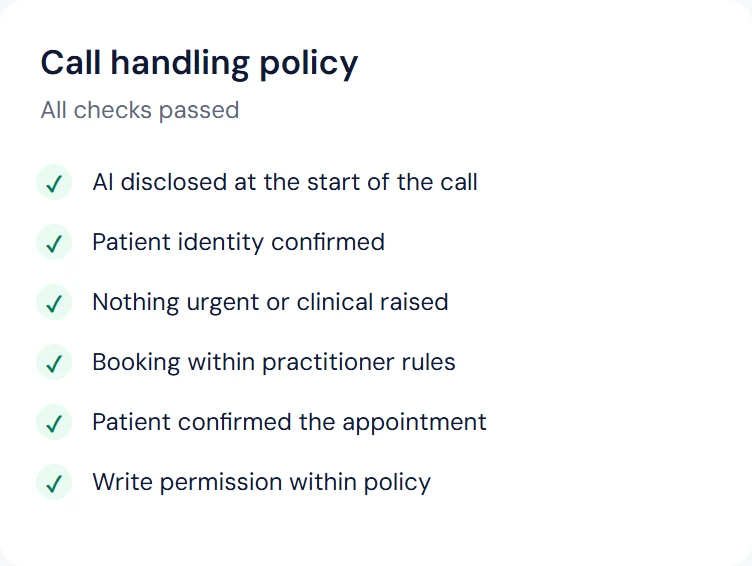 Call handling policy
All checks passed
AI disclosed at the start of the call
Patient identity confirmed
Nothing urgent or clinical raised
Booking within practitioner rules
Patient confirmed the appointment
Write permission within policy